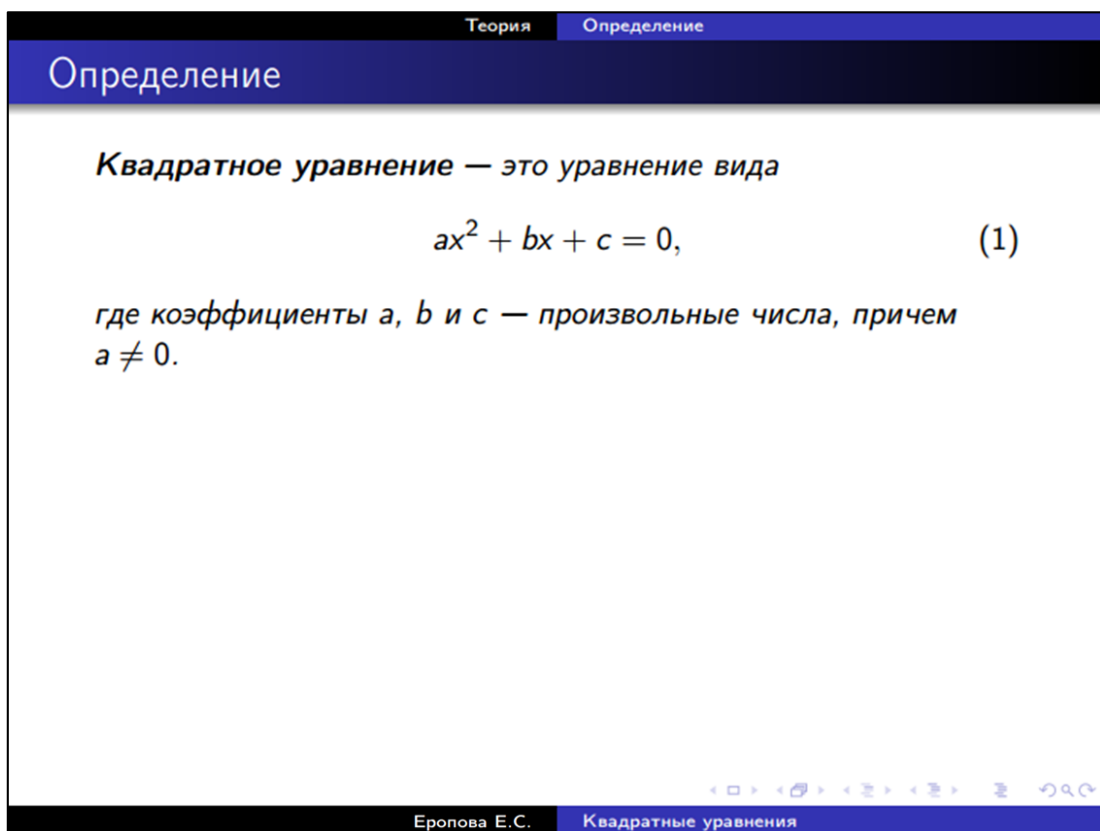 Теория Определение
Определение
Квадратное уравнение — это уравнение вида
ax² + bx + c = 0, (1)
где коэффициенты a, b и c — произвольные числа, причем
a ≠ 0.
Еропова Е.С. Квадратные уравнения